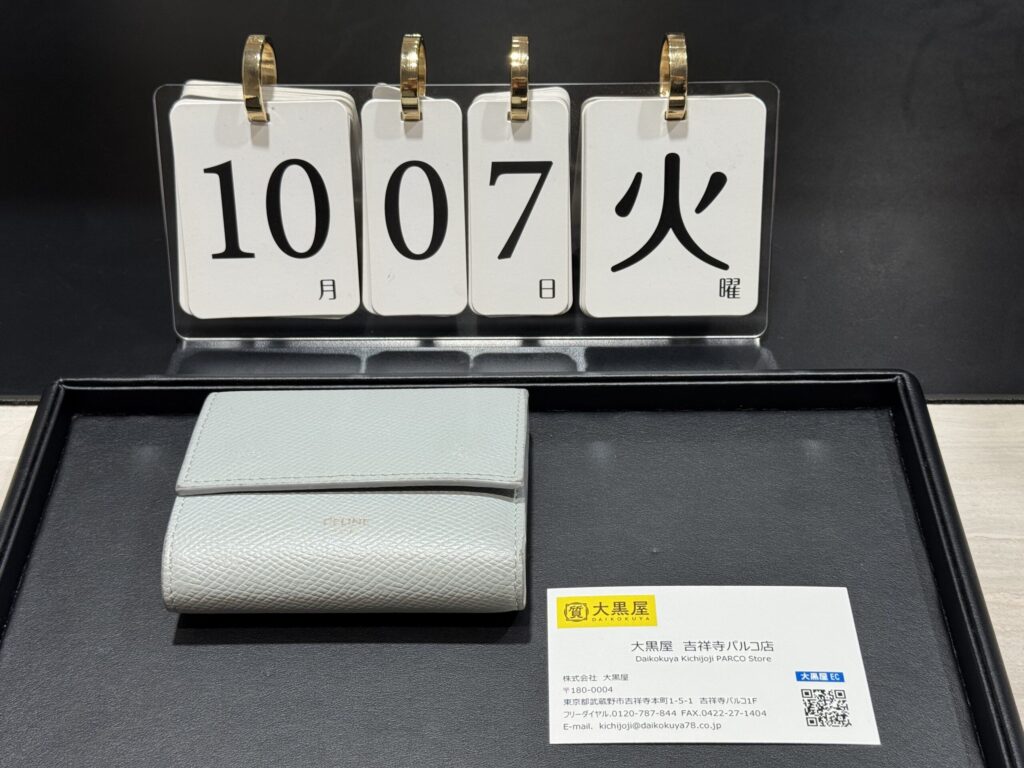 10 0 7 火
月 日 曜
CELINE
質 大黒屋
DAIKOKUYA
大黒屋 吉祥寺パルコ店
Daikokuya Kichijoji PARCO Store
株式会社 大黒屋
〒180-0004
東京都武蔵野市吉祥寺本町1-5-1 吉祥寺パルコ1F
フリーダイヤル.0120-787-844 FAX.0422-27-1404
E-mail. kichijoji@daikokuya78.co.jp
大黒屋 EC